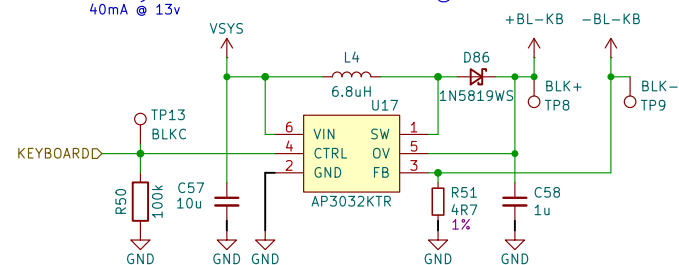 40mA @ 13v
+BL-KB
-BL-KB
VSYS
L4
6.8uH
D86
1N5819WS
BLK+
TP8
BLK-
TP9
TP13
BLKC
U17
6 VIN SW 1
KEYBOARD 4 CTRL OV 5
2 GND FB 3
AP3032KTR
R50
100k
C57
10u
R51
4R7
1%
C58
1u
GND
GND
GND
GND
GND